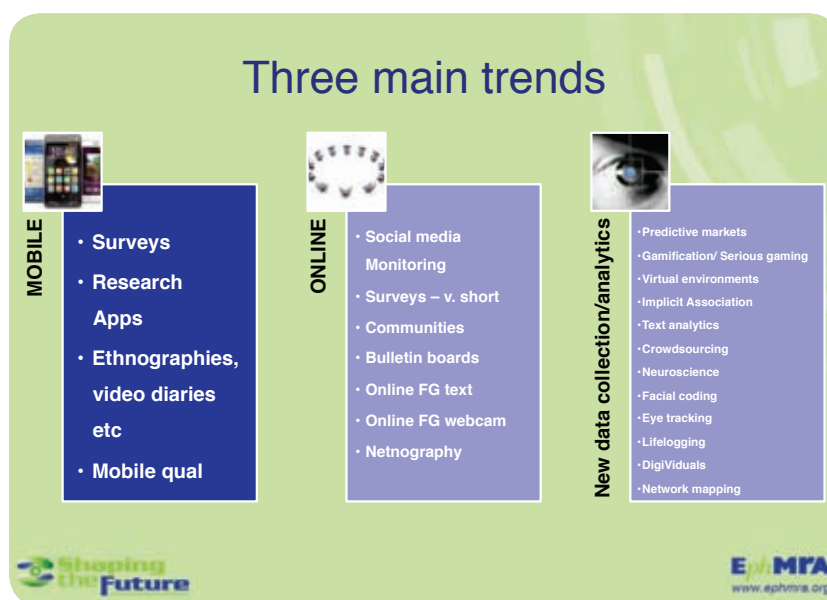 Three main trends
MOBILE
· Surveys
· Research
Apps
· Ethnographies,
video diaries
etc
· Mobile qual
ONLINE
· Social media
Monitoring
· Surveys – v. short
· Communities
· Bulletin boards
· Online FG text
· Online FG webcam
· Netnography
New data collection/analytics
·Predictive markets
·Gamification/ Serious gaming
·Virtual environments
·Implicit Association
·Text analytics
·Crowdsourcing
·Neuroscience
·Facial coding
·Eye tracking
·Lifelogging
·DigiViduals
·Network mapping
Shaping
the Future
EphMRA
www.ephmra.org